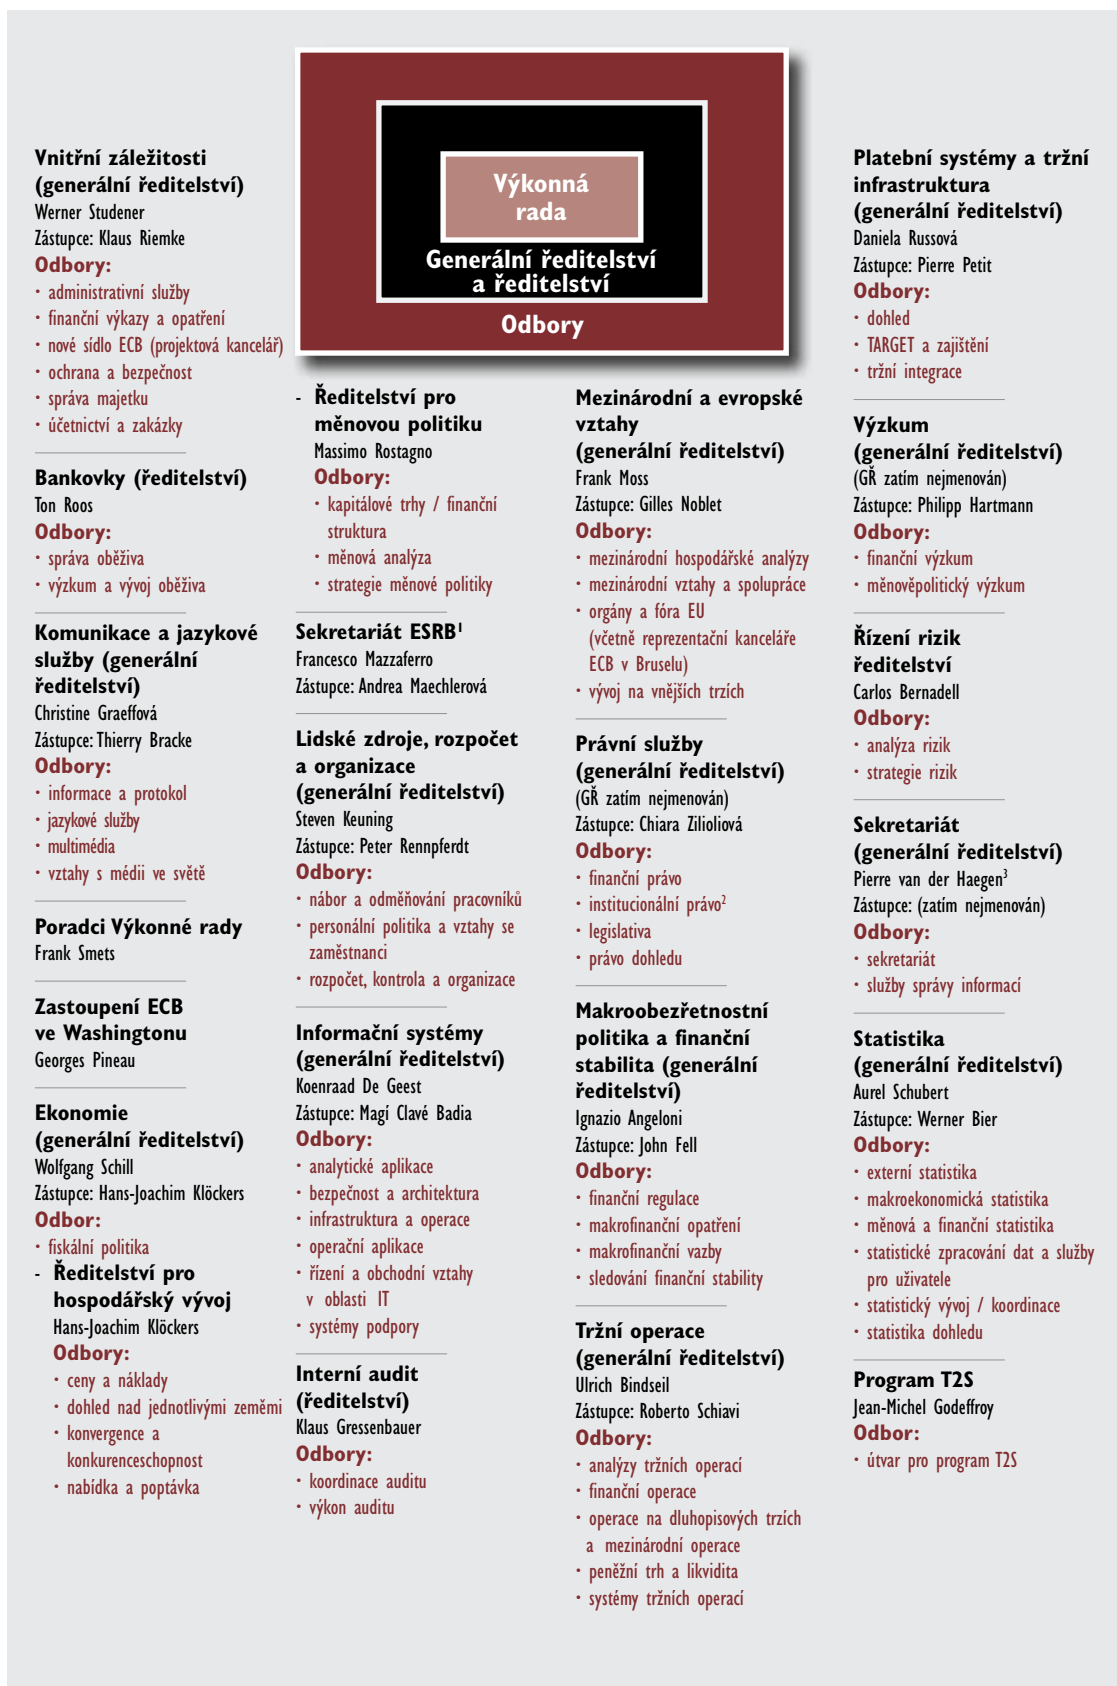 Výkonná
rada
Generální ředitelství
a ředitelství
Odbory
Vnitřní záležitosti
(generální ředitelství)
Werner Studener
Zástupce: Klaus Riemke
Odbory:
· administrativní služby
· finanční výkazy a opatření
· nové sídlo ECB (projektová kancelář)
· ochrana a bezpečnost
· správa majetku
· účetnictví a zakázky
Bankovky (ředitelství)
Ton Roos
Odbory:
· správa oběživa
· výzkum a vývoj oběživa
Komunikace a jazykové
služby (generální
ředitelství)
Christine Graeffová
Zástupce: Thierry Bracke
Odbory:
· informace a protokol
· jazykové služby
· multimédia
· vztahy s médii ve světě
Poradci Výkonné rady
Frank Smets
Zastoupení ECB
ve Washingtonu
Georges Pineau
Ekonomie
(generální ředitelství)
Wolfgang Schill
Zástupce: Hans-Joachim Klöckers
Odbor:
· fiskální politika
- Ředitelství pro
hospodářský vývoj
Hans-Joachim Klöckers
Odbory:
· ceny a náklady
· dohled nad jednotlivými zeměmi
· konvergence a
konkurenceschopnost
· nabídka a poptávka
- Ředitelství pro
měnovou politiku
Massimo Rostagno
Odbory:
· kapitálové trhy / finanční
struktura
· měnová analýza
· strategie měnové politiky
Sekretariát ESRB¹
Francesco Mazzaferro
Zástupce: Andrea Maechlerová
Lidské zdroje, rozpočet
a organizace
(generální ředitelství)
Steven Keuning
Zástupce: Peter Rennpferdt
Odbory:
· nábor a odměňování pracovníků
· personální politika a vztahy se
zaměstnanci
· rozpočet, kontrola a organizace
Informační systémy
(generální ředitelství)
Koenraad De Geest
Zástupce: Magí Clavé Badia
Odbory:
· analytické aplikace
· bezpečnost a architektura
· infrastruktura a operace
· operační aplikace
· řízení a obchodní vztahy
v oblasti IT
· systémy podpory
Interní audit
(ředitelství)
Klaus Gressenbauer
Odbory:
· koordinace auditu
· výkon auditu
Mezinárodní a evropské
vztahy
(generální ředitelství)
Frank Moss
Zástupce: Gilles Noblet
Odbory:
· mezinárodní hospodářské analýzy
· mezinárodní vztahy a spolupráce
· orgány a fóra EU
(včetně reprezentační kanceláře
ECB v Bruselu)
· vývoj na vnějších trzích
Právní služby
(generální ředitelství)
(GŘ zatím nejmenován)
Zástupce: Chiara Zilioliová
Odbory:
· finanční právo
· institucionální právo²
· legislativa
· právo dohledu
Makroobezřetnostní
politika a finanční
stabilita (generální
ředitelství)
Ignazio Angeloni
Zástupce: John Fell
Odbory:
· finanční regulace
· makrofinanční opatření
· makrofinanční vazby
· sledování finanční stability
Tržní operace
(generální ředitelství)
Ulrich Bindseil
Zástupce: Roberto Schiavi
Odbory:
· analýzy tržních operací
· finanční operace
· operace na dluhopisových trzích
a mezinárodní operace
· peněžní trh a likvidita
· systémy tržních operací
Platební systémy a tržní
infrastruktura
(generální ředitelství)
Daniela Russová
Zástupce: Pierre Petit
Odbory:
· dohled
· TARGET a zajištění
· tržní integrace
Výzkum
(generální ředitelství)
(GŘ zatím nejmenován)
Zástupce: Philipp Hartmann
Odbory:
· finanční výzkum
· měnověpolitický výzkum
Řízení rizik
ředitelství
Carlos Bernadell
Odbory:
· analýza rizik
· strategie rizik
Sekretariát
(generální ředitelství)
Pierre van der Haegen³
Zástupce: (zatím nejmenován)
Odbory:
· sekretariát
· služby správy informací
Statistika
(generální ředitelství)
Aurel Schubert
Zástupce: Werner Bier
Odbory:
· externí statistika
· makroekonomická statistika
· měnová a finanční statistika
· statistické zpracování dat a služby
pro uživatele
· statistický vývoj / koordinace
· statistika dohledu
Program T2S
Jean-Michel Godeffroy
Odbor:
· útvar pro program T2S